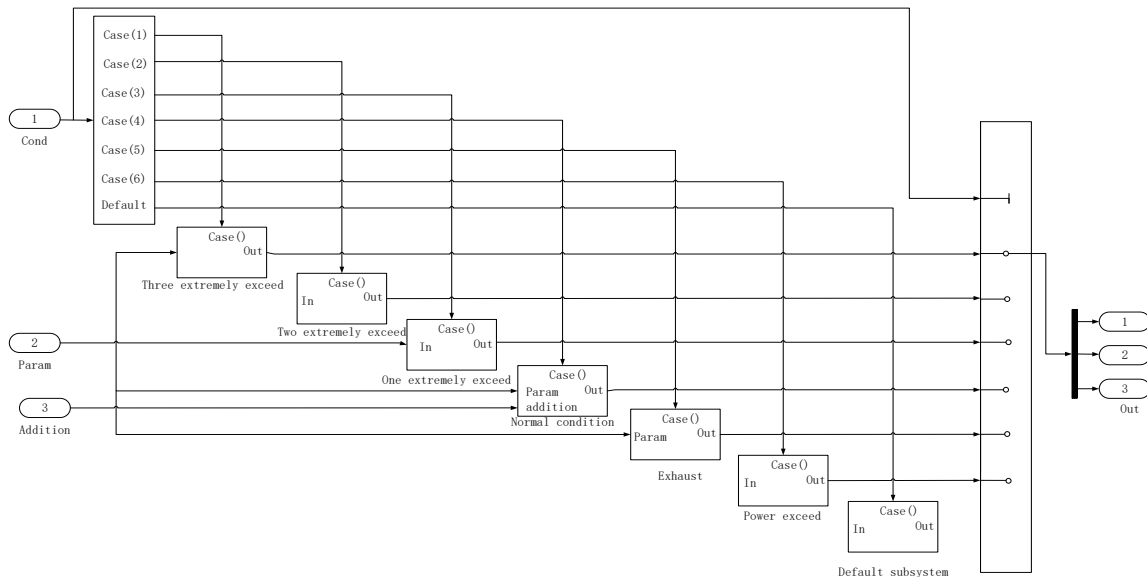 Case(1)
Case(2)
Case(3)
1
Case(4)
Cond
Case(5)
Case(6)
Default
Case()
Out
Three extremely exceed
Case()
In
Out
Two extremely exceed
Case()
In
Out
One extremely exceed
2
Param
Case()
Param
Out
addition
Normal condition
3
Addition
Case()
Param
Out
Exhaust
Case()
In
Out
Power exceed
Case()
In
Out
Default subsystem
1
2
3
Out